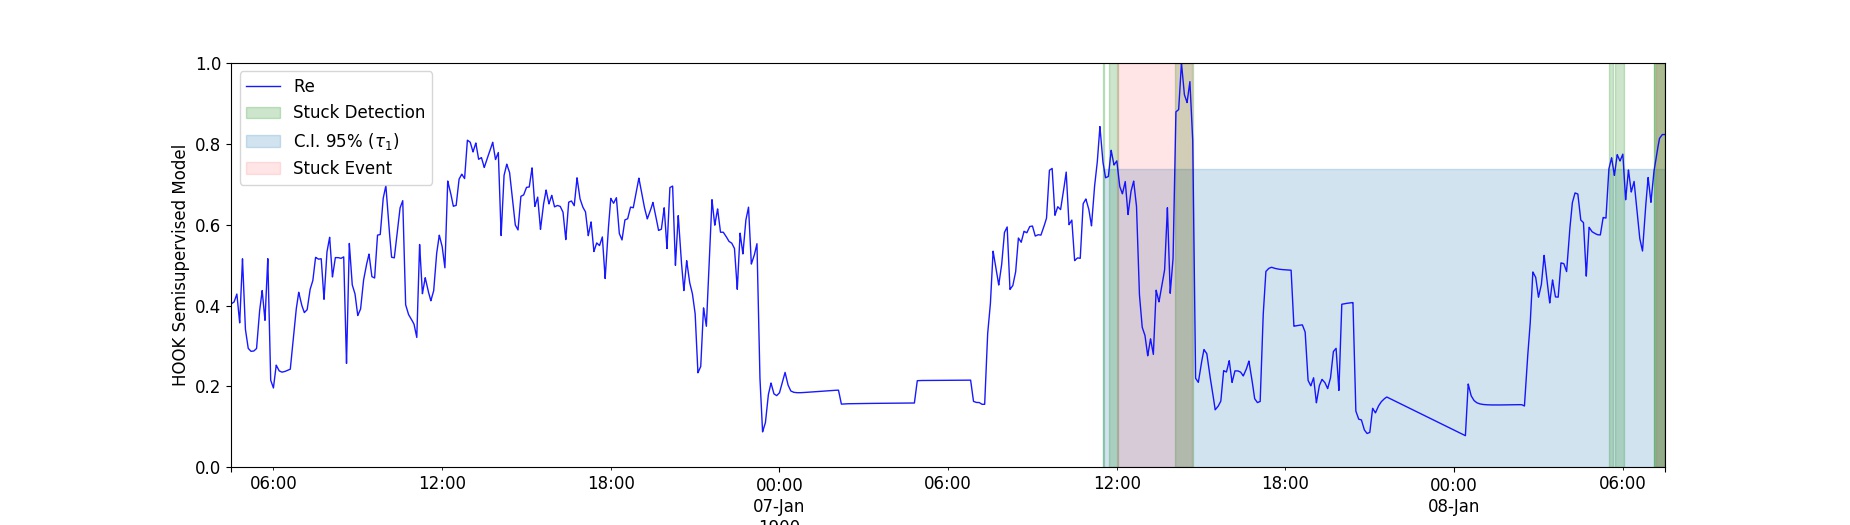 HOOK Semisupervised Model
1.0
0.8
0.6
0.4
0.2
0.0
Re
Stuck Detection
C.I. 95% (τ₁)
Stuck Event
06:00 12:00 18:00 00:00 06:00 12:00 18:00 00:00 06:00
07-Jan 08-Jan
1900